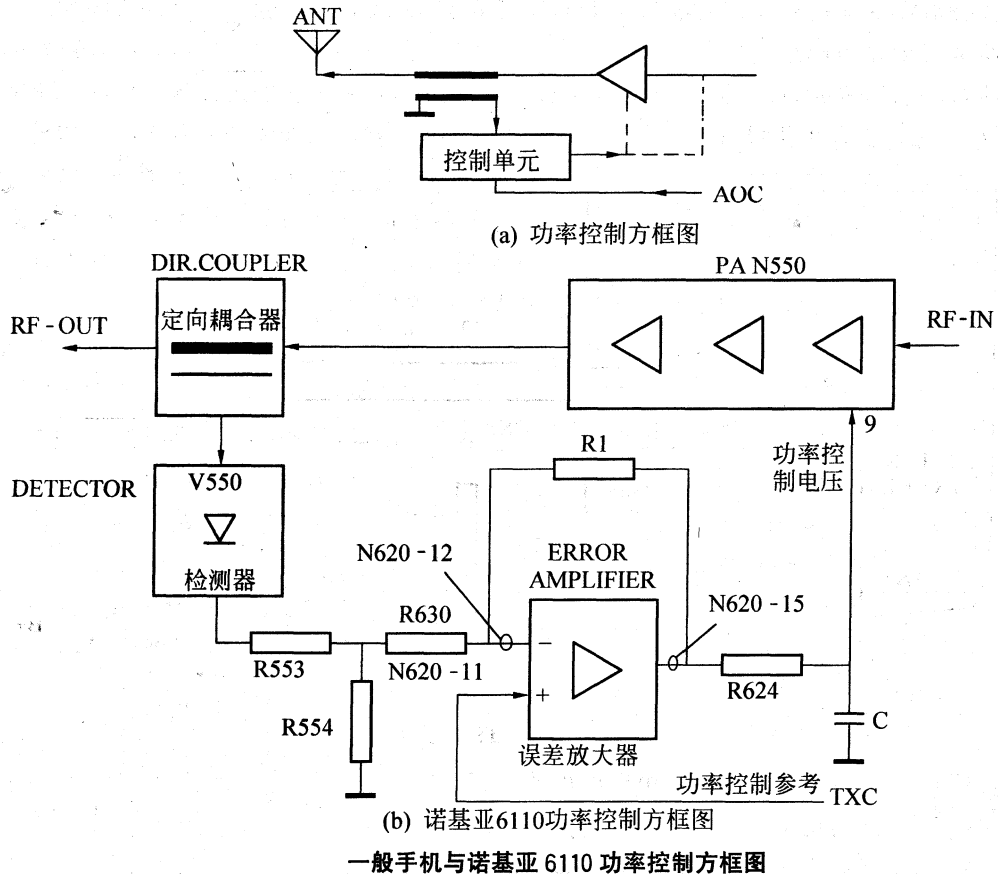 ANT
控制单元
AOC
(a) 功率控制方框图
DIR.COUPLER
PA N550
定向耦合器
RF-OUT
RF-IN
9
R1
功率控
制电压
DETECTOR
V550
检测器
N620-12
ERROR
AMPLIFIER
N620-15
R630
−
R553
N620-11
R624
+
R554
C
误差放大器
功率控制参考
TXC
(b) 诺基亚6110功率控制方框图
一般手机与诺基亚 6110 功率控制方框图